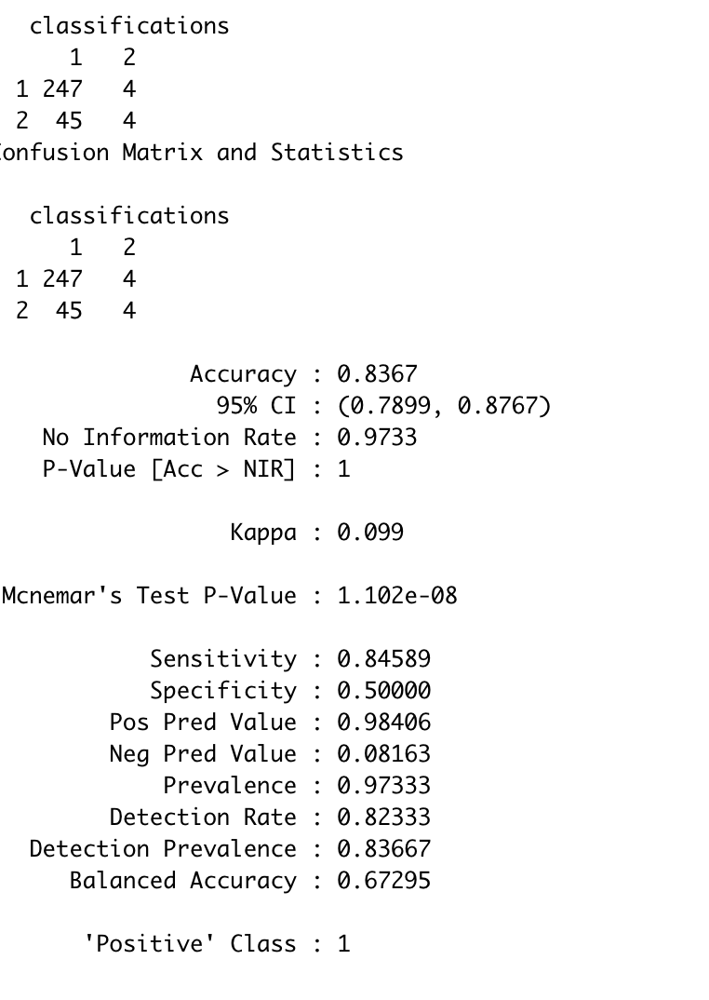 classifications
1 2
1 247 4
2 45 4
Confusion Matrix and Statistics
classifications
1 2
1 247 4
2 45 4
Accuracy : 0.8367
95% CI : (0.7899, 0.8767)
No Information Rate : 0.9733
P-Value [Acc > NIR] : 1
Kappa : 0.099
Mcnemar's Test P-Value : 1.102e-08
Sensitivity : 0.84589
Specificity : 0.50000
Pos Pred Value : 0.98406
Neg Pred Value : 0.08163
Prevalence : 0.97333
Detection Rate : 0.82333
Detection Prevalence : 0.83667
Balanced Accuracy : 0.67295
'Positive' Class : 1